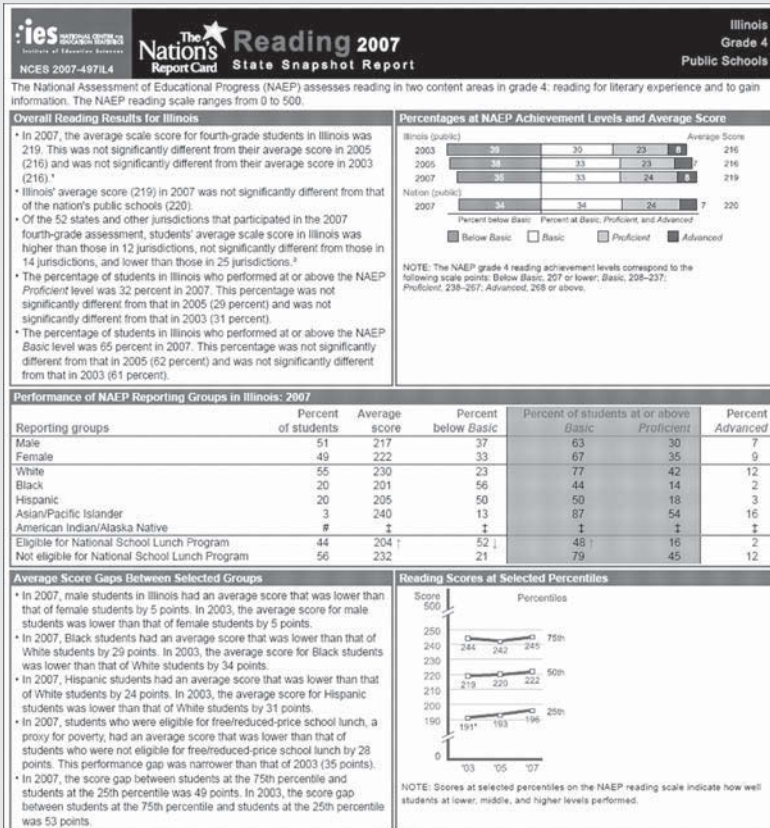 ies NATIONAL CENTER FOR EDUCATION STATISTICS
Institute of Education Sciences
NCES 2007-497IL4
The Nation's Report Card
Reading 2007
State Snapshot Report
Illinois
Grade 4
Public Schools
The National Assessment of Educational Progress (NAEP) assesses reading in two content areas in grade 4: reading for literary experience and to gain
information. The NAEP reading scale ranges from 0 to 500.
Overall Reading Results for Illinois
• In 2007, the average scale score for fourth-grade students in Illinois was
219. This was not significantly different from their average score in 2005
(216) and was not significantly different from their average score in 2003
(216).¹
• Illinois' average score (219) in 2007 was not significantly different from that
of the nation's public schools (220).
• Of the 52 states and other jurisdictions that participated in the 2007
fourth-grade assessment, students' average scale score in Illinois was
higher than those in 12 jurisdictions, not significantly different from those in
14 jurisdictions, and lower than those in 25 jurisdictions.²
• The percentage of students in Illinois who performed at or above the NAEP
Proficient level was 32 percent in 2007. This percentage was not
significantly different from that in 2005 (29 percent) and was not
significantly different from that in 2003 (31 percent).
• The percentage of students in Illinois who performed at or above the NAEP
Basic level was 65 percent in 2007. This percentage was not significantly
different from that in 2005 (62 percent) and was not significantly different
from that in 2003 (61 percent).
Percentages at NAEP Achievement Levels and Average Score
Illinois (public) Average Score
2003 39 30 23 8 216
2005 38 33 23 7 216
2007 35 33 24 8 219
Nation (public)
2007 34 34 24 7 220
Percent below Basic Percent at Basic, Proficient, and Advanced
Below Basic Basic Proficient Advanced
NOTE: The NAEP grade 4 reading achievement levels correspond to the
following scale points: Below Basic, 207 or lower; Basic, 208–237;
Proficient, 238–267; Advanced, 268 or above.
Performance of NAEP Reporting Groups in Illinois: 2007
Percent Average Percent Percent of students at or above Percent
Reporting groups of students score below Basic Basic Proficient Advanced
Male 51 217 37 63 30 7
Female 49 222 33 67 35 9
White 55 230 23 77 42 12
Black 20 201 56 44 14 2
Hispanic 20 205 50 50 18 3
Asian/Pacific Islander 3 240 13 87 54 16
American Indian/Alaska Native # ‡ ‡ ‡ ‡ ‡
Eligible for National School Lunch Program 44 204 ↑ 52 ↓ 48 ↑ 16 2
Not eligible for National School Lunch Program 56 232 21 79 45 12
Average Score Gaps Between Selected Groups
• In 2007, male students in Illinois had an average score that was lower than
that of female students by 5 points. In 2003, the average score for male
students was lower than that of female students by 5 points.
• In 2007, Black students had an average score that was lower than that of
White students by 29 points. In 2003, the average score for Black students
was lower than that of White students by 34 points.
• In 2007, Hispanic students had an average score that was lower than that
of White students by 24 points. In 2003, the average score for Hispanic
students was lower than that of White students by 31 points.
• In 2007, students who were eligible for free/reduced-price school lunch, a
proxy for poverty, had an average score that was lower than that of
students who were not eligible for free/reduced-price school lunch by 28
points. This performance gap was narrower than that of 2003 (35 points).
• In 2007, the score gap between students at the 75th percentile and
students at the 25th percentile was 49 points. In 2003, the score gap
between students at the 75th percentile and students at the 25th percentile
was 53 points.
Reading Scores at Selected Percentiles
Score Percentiles
500
250
240 244 242 245 75th
230
220 219 220 222 50th
210
200
190 191* 193 196 25th
0
'03 '05 '07
NOTE: Scores at selected percentiles on the NAEP reading scale indicate how well
students at lower, middle, and higher levels performed.